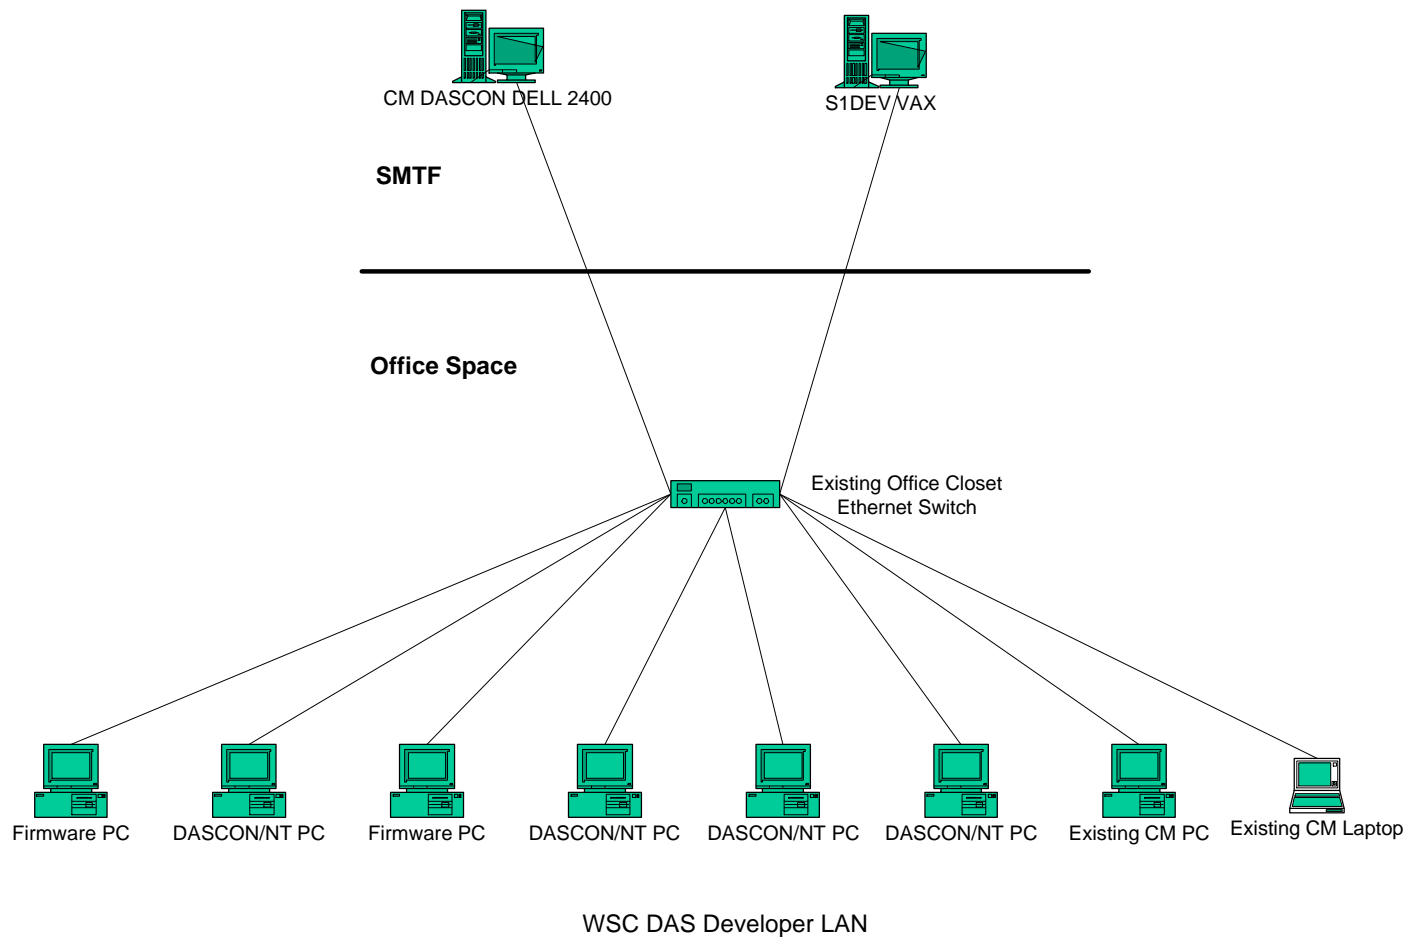 CM DASCON DELL 2400
S1DEV VAX
SMTF
Office Space
Existing Office Closet
Ethernet Switch
Firmware PC
DASCON/NT PC
Firmware PC
DASCON/NT PC
DASCON/NT PC
DASCON/NT PC
Existing CM PC
Existing CM Laptop
WSC DAS Developer LAN